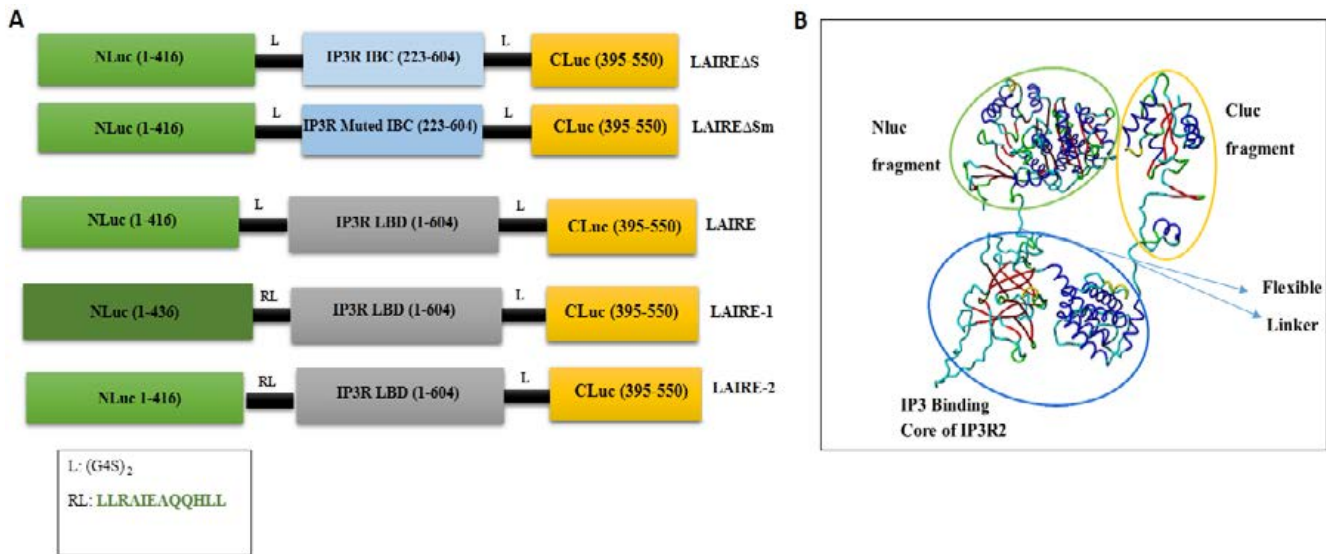 A
NLuc (1-416)
L
IP3R IBC (223-604)
L
CLuc (395-550)
LAIREΔS
NLuc (1-416)
L
IP3R Muted IBC (223-604)
L
CLuc (395-550)
LAIREΔSm
NLuc (1-416)
L
IP3R LBD (1-604)
L
CLuc (395-550)
LAIRE
NLuc (1-436)
RL
IP3R LBD (1-604)
L
CLuc (395-550)
LAIRE-1
NLuc 1-416)
RL
IP3R LBD (1-604)
L
CLuc (395-550)
LAIRE-2
L: (G4S)2
RL: LLRAIEAQQHLL
B
Nluc
fragment
Cluc
fragment
Flexible
Linker
IP3 Binding
Core of IP3R2